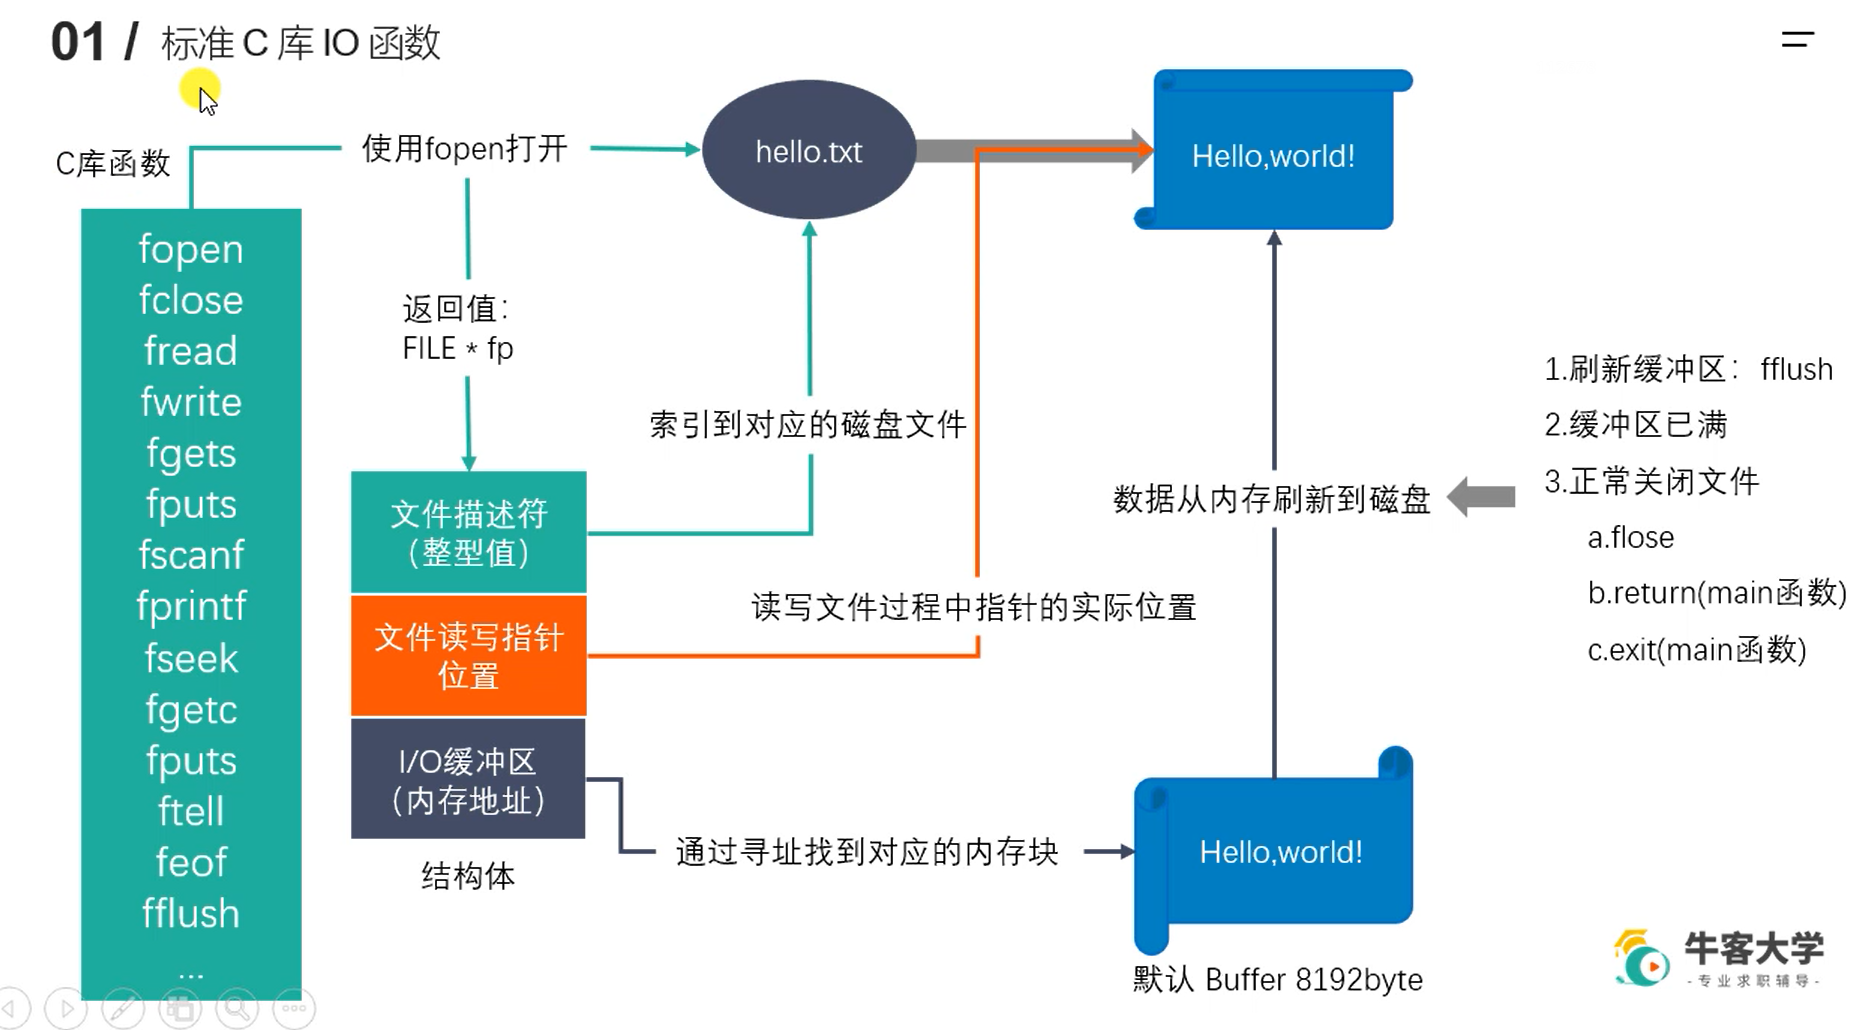 01 / 标准 C 库 IO 函数
C库函数
fopen
fclose
fread
fwrite
fgets
fputs
fscanf
fprintf
fseek
fgetc
fputs
ftell
feof
fflush
...
使用fopen打开
返回值：
FILE * fp
文件描述符
（整型值）
文件读写指针
位置
I/O缓冲区
（内存地址）
结构体
hello.txt
索引到对应的磁盘文件
读写文件过程中指针的实际位置
通过寻址找到对应的内存块
Hello,world!
数据从内存刷新到磁盘
Hello,world!
默认 Buffer 8192byte
1.刷新缓冲区：fflush
2.缓冲区已满
3.正常关闭文件
a.flose
b.return(main函数)
c.exit(main函数)
牛客大学
-专业求职辅导-